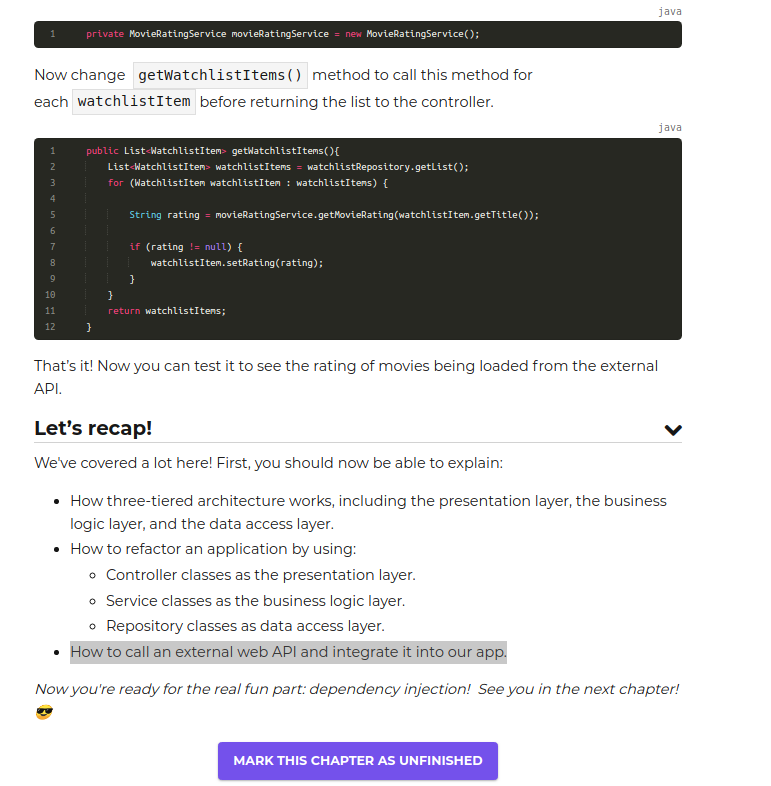 java
1 private MovieRatingService movieRatingService = new MovieRatingService();
Now change getWatchlistItems() method to call this method for
each watchlistItem before returning the list to the controller.
java
1 public List<WatchlistItem> getWatchlistItems(){
2 List<WatchlistItem> watchlistItems = watchlistRepository.getList();
3 for (WatchlistItem watchlistItem : watchlistItems) {
4
5 String rating = movieRatingService.getMovieRating(watchlistItem.getTitle());
6
7 if (rating != null) {
8 watchlistItem.setRating(rating);
9 }
10 }
11 return watchlistItems;
12 }
That’s it! Now you can test it to see the rating of movies being loaded from the external
API.
Let’s recap!
We've covered a lot here! First, you should now be able to explain:
• How three-tiered architecture works, including the presentation layer, the business
logic layer, and the data access layer.
• How to refactor an application by using:
◦ Controller classes as the presentation layer.
◦ Service classes as the business logic layer.
◦ Repository classes as data access layer.
• How to call an external web API and integrate it into our app.
Now you're ready for the real fun part: dependency injection! See you in the next chapter!
😎
MARK THIS CHAPTER AS UNFINISHED